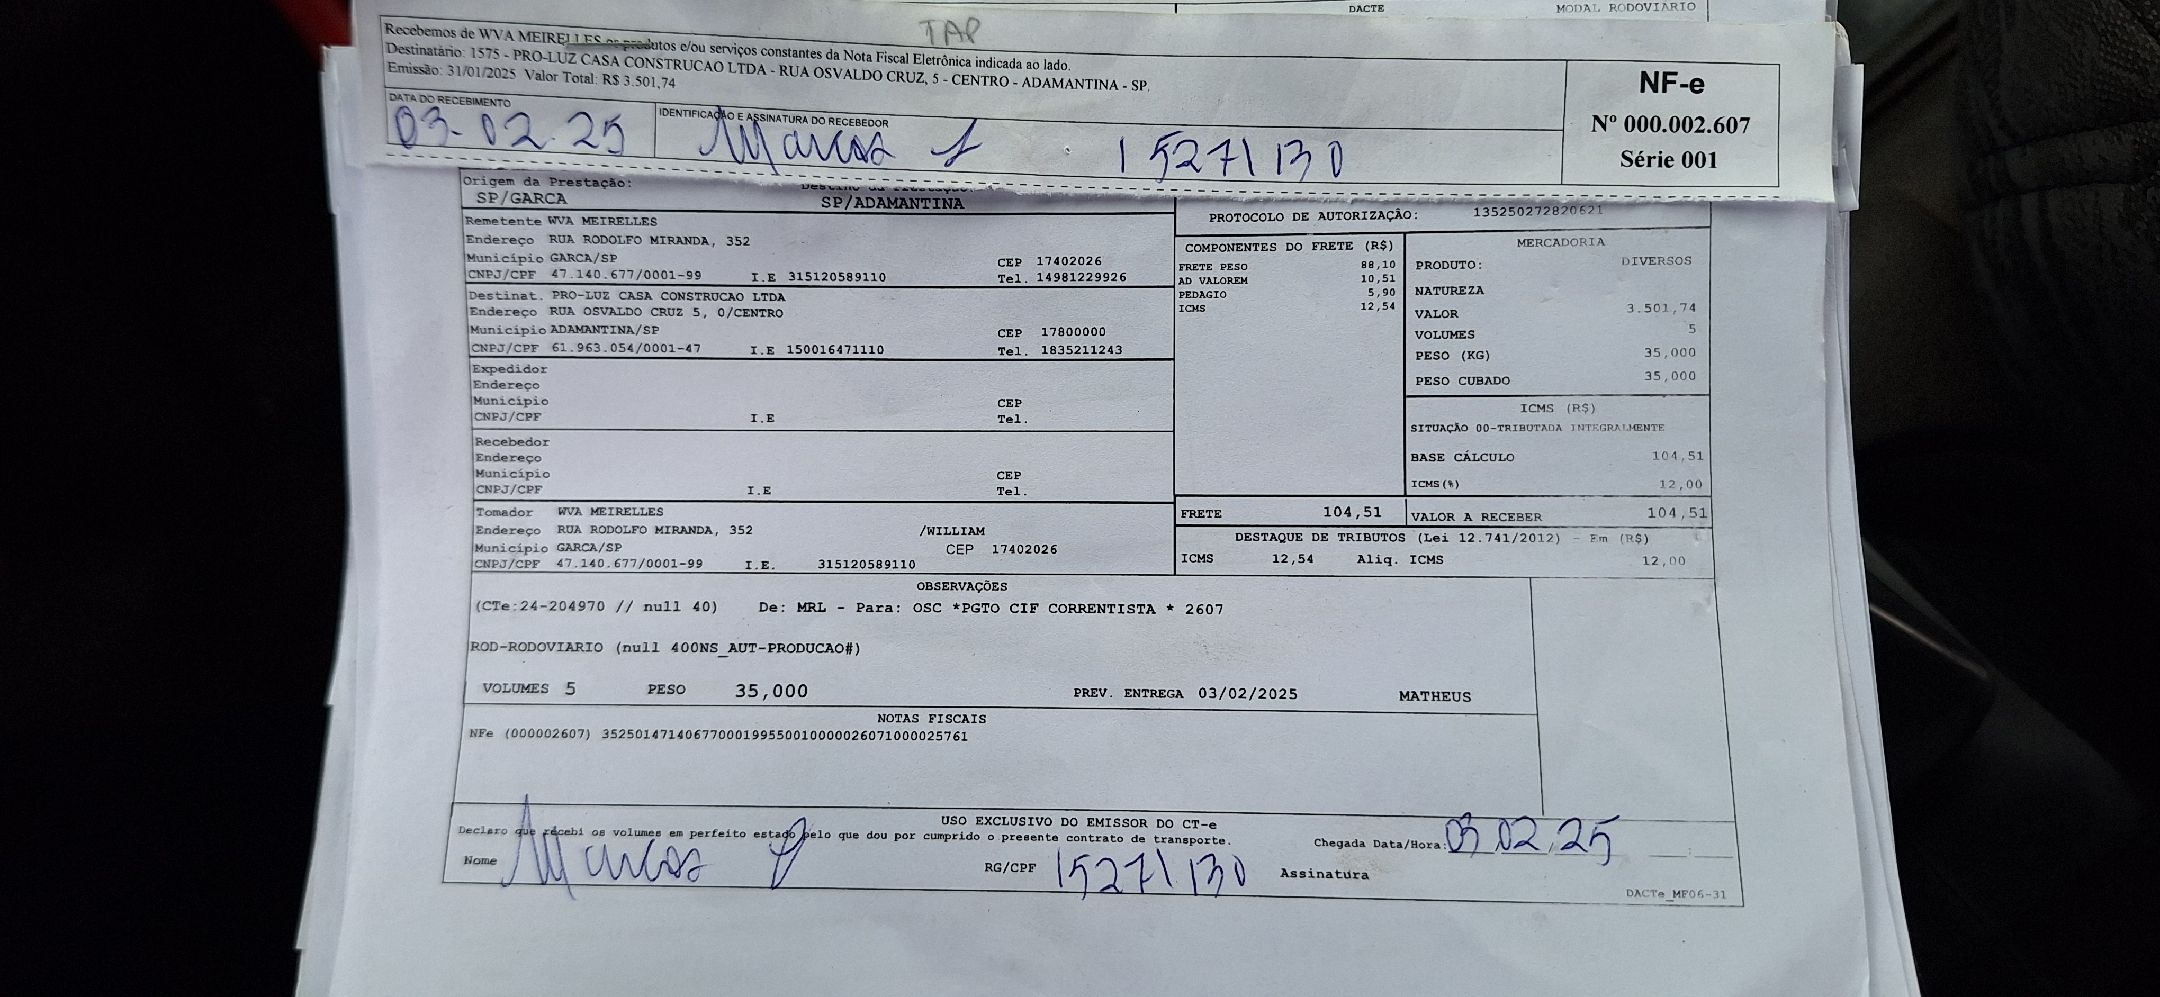 DACTE MODAL RODOVIÁRIO
TAP
Recebemos de WVA MEIRELLES os produtos e/ou serviços constantes da Nota Fiscal Eletrônica indicada ao lado.
Destinatário: 1575 - PRO-LUZ CASA CONSTRUCAO LTDA - RUA OSVALDO CRUZ, 5 - CENTRO - ADAMANTINA - SP.
Emissão: 31/01/2025 Valor Total: R$ 3.501,74
DATA DO RECEBIMENTO
03-02.25
IDENTIFICAÇÃO E ASSINATURA DO RECEBEDOR
Marcos
15271130
NF-e
Nº 000.002.607
Série 001
Origem da Prestação:
SP/GARCA
Destino da Prestação:
SP/ADAMANTINA
Remetente WVA MEIRELLES
Endereço RUA RODOLFO MIRANDA, 352
Município GARCA/SP CEP 17402026
CNPJ/CPF 47.140.677/0001-99 I.E 315120589110 Tel. 14981229926
Destinat. PRO-LUZ CASA CONSTRUCAO LTDA
Endereço RUA OSVALDO CRUZ 5, 0/CENTRO
Município ADAMANTINA/SP CEP 17800000
CNPJ/CPF 61.963.054/0001-47 I.E 150016471110 Tel. 1835211243
Expedidor
Endereço
Município CEP
CNPJ/CPF I.E Tel.
Recebedor
Endereço
Município CEP
CNPJ/CPF I.E Tel.
Tomador WVA MEIRELLES
Endereço RUA RODOLFO MIRANDA, 352 /WILLIAM
Município GARCA/SP CEP 17402026
CNPJ/CPF 47.140.677/0001-99 I.E. 315120589110
PROTOCOLO DE AUTORIZAÇÃO: 135250272820621
COMPONENTES DO FRETE (R$)
FRETE PESO 88,10
AD VALOREM 10,51
PEDAGIO 5,90
ICMS 12,54
MERCADORIA
PRODUTO: DIVERSOS
NATUREZA
VALOR 3.501,74
VOLUMES 5
PESO (KG) 35,000
PESO CUBADO 35,000
ICMS (R$)
SITUAÇÃO 00-TRIBUTADA INTEGRALMENTE
BASE CÁLCULO 104,51
ICMS(%) 12,00
FRETE 104,51 VALOR A RECEBER 104,51
DESTAQUE DE TRIBUTOS (Lei 12.741/2012) - Em (R$)
ICMS 12,54 Aliq. ICMS 12,00
OBSERVAÇÕES
(CTe:24-204970 // null 40) De: MRL - Para: OSC *PGTO CIF CORRENTISTA * 2607
ROD-RODOVIARIO (null 400NS_AUT-PRODUCAO#)
VOLUMES 5 PESO 35,000 PREV. ENTREGA 03/02/2025 MATHEUS
NOTAS FISCAIS
NFe (000002607) 35250147140677000199550010000026071000025761
USO EXCLUSIVO DO EMISSOR DO CT-e
Declaro que recebi os volumes em perfeito estado pelo que dou por cumprido o presente contrato de transporte.
Chegada Data/Hora: 03.02.25 __:__
Nome Marcos RG/CPF 15271.130 Assinatura
DACTe_MF06-31